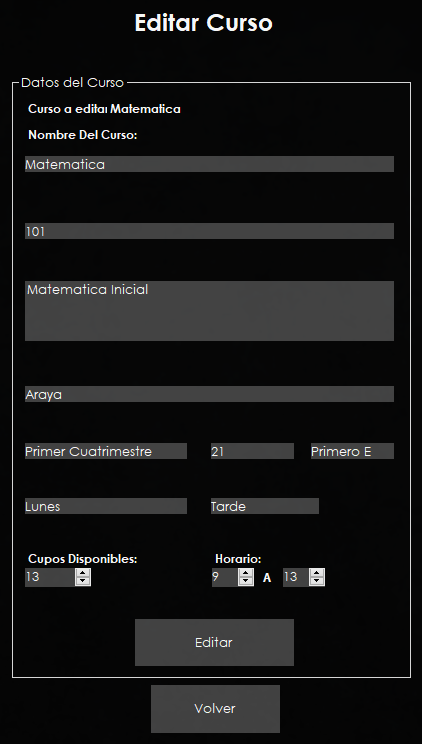 Editar Curso
Datos del Curso
Curso a editar Matematica
Nombre Del Curso:
Matematica
101
Matematica Inicial
Araya
Primer Cuatrimestre 21 Primero E
Lunes Tarde
Cupos Disponibles: Horario:
13 9 A 13
Editar
Volver